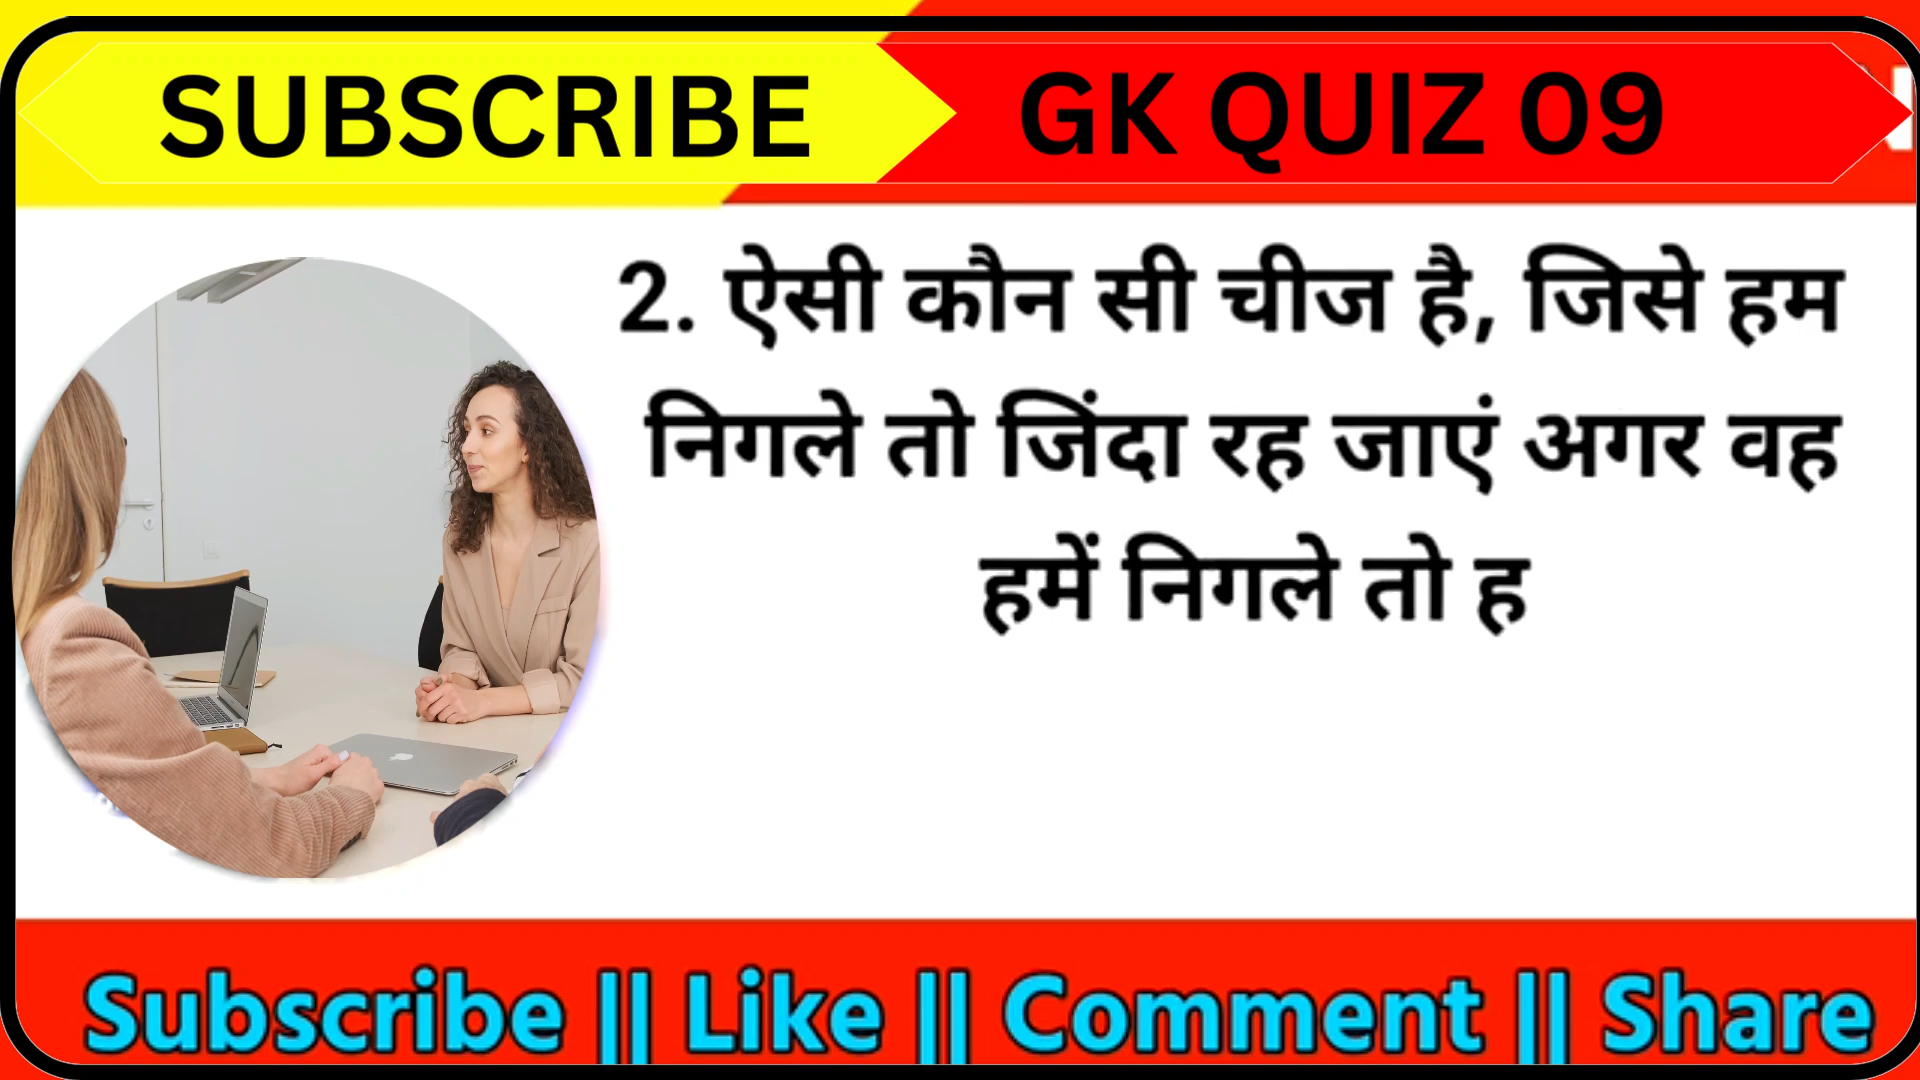 SUBSCRIBE
GK QUIZ 09
2. ऐसी कौन सी चीज है, जिसे हम
निगले तो जिंदा रह जाएं अगर वह
हमें निगले तो ह
Subscribe || Like || Comment || Share